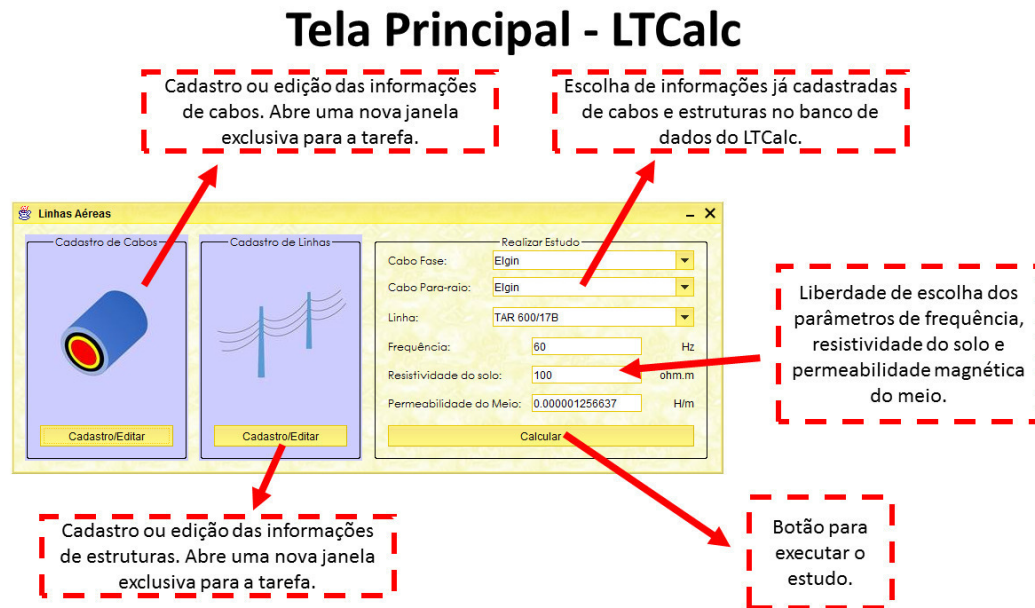 Tela Principal - LTCalc
Cadastro ou edição das informações
de cabos. Abre uma nova janela
exclusiva para a tarefa.
Escolha de informações já cadastradas
de cabos e estruturas no banco de
dados do LTCalc.
Linhas Aéreas
Cadastro de Cabos
Cadastro/Editar
Cadastro de Linhas
Cadastro/Editar
Realizar Estudo
Cabo Fase: Elgin
Cabo Para-raio: Elgin
Linha: TAR 600/17B
Frequência: 60 Hz
Resistividade do solo: 100 ohm.m
Permeabilidade do Meio: 0.000001256637 H/m
Calcular
Liberdade de escolha dos
parâmetros de frequência,
resistividade do solo e
permeabilidade magnética
do meio.
Cadastro ou edição das informações
de estruturas. Abre uma nova janela
exclusiva para a tarefa.
Botão para
executar o
estudo.